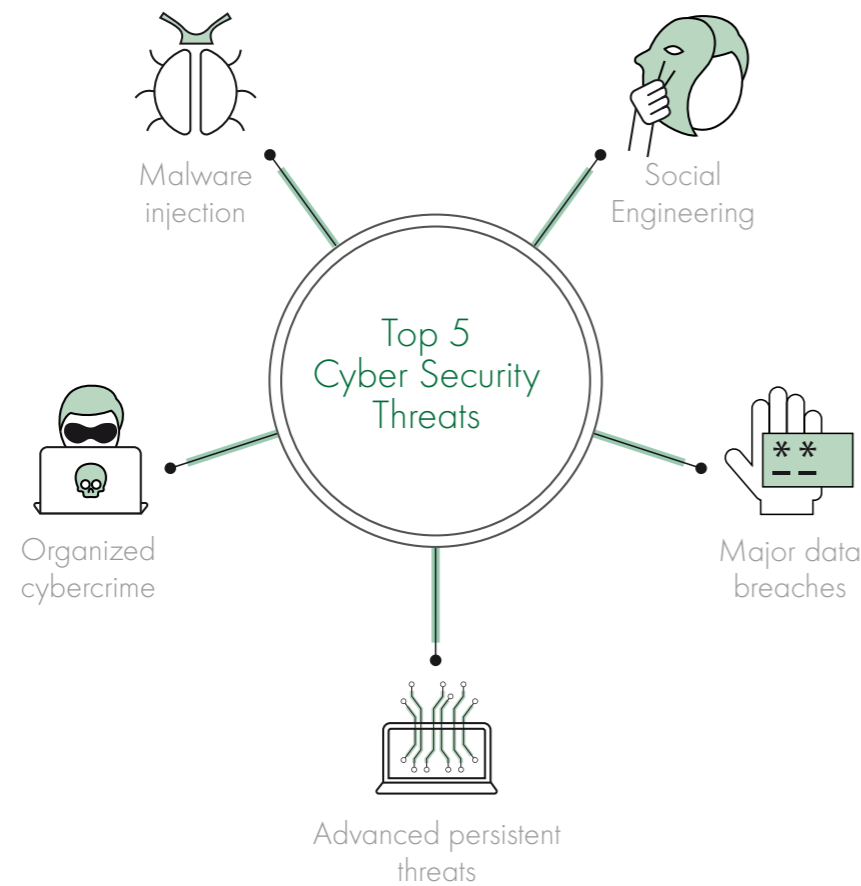 Malware
injection
Social
Engineering
Top 5
Cyber Security
Threats
Organized
cybercrime
Major data
breaches
Advanced persistent
threats